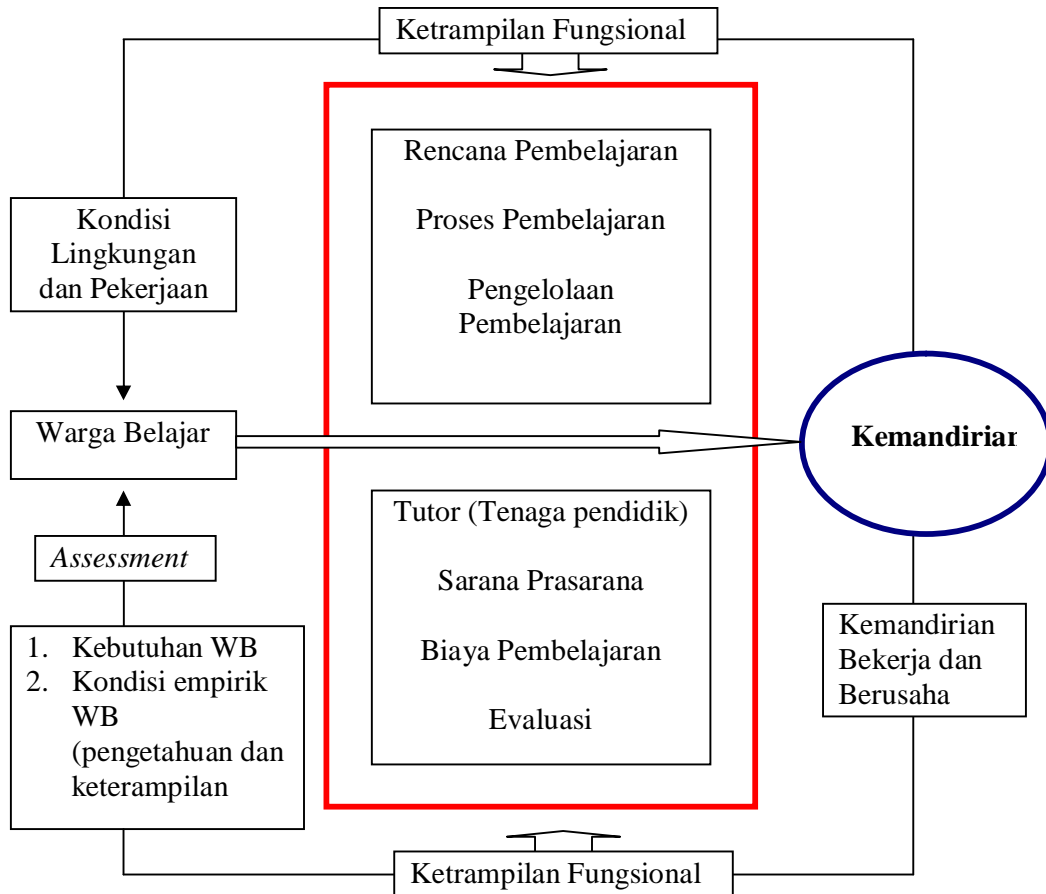 Ketrampilan Fungsional
Rencana Pembelajaran
Proses Pembelajaran
Pengelolaan
Pembelajaran
Kondisi
Lingkungan
dan Pekerjaan
Warga Belajar
Kemandirian
Assessment
1. Kebutuhan WB
2. Kondisi empirik
WB
(pengetahuan dan
keterampilan
Tutor (Tenaga pendidik)
Sarana Prasarana
Biaya Pembelajaran
Evaluasi
Kemandirian
Bekerja dan
Berusaha
Ketrampilan Fungsional